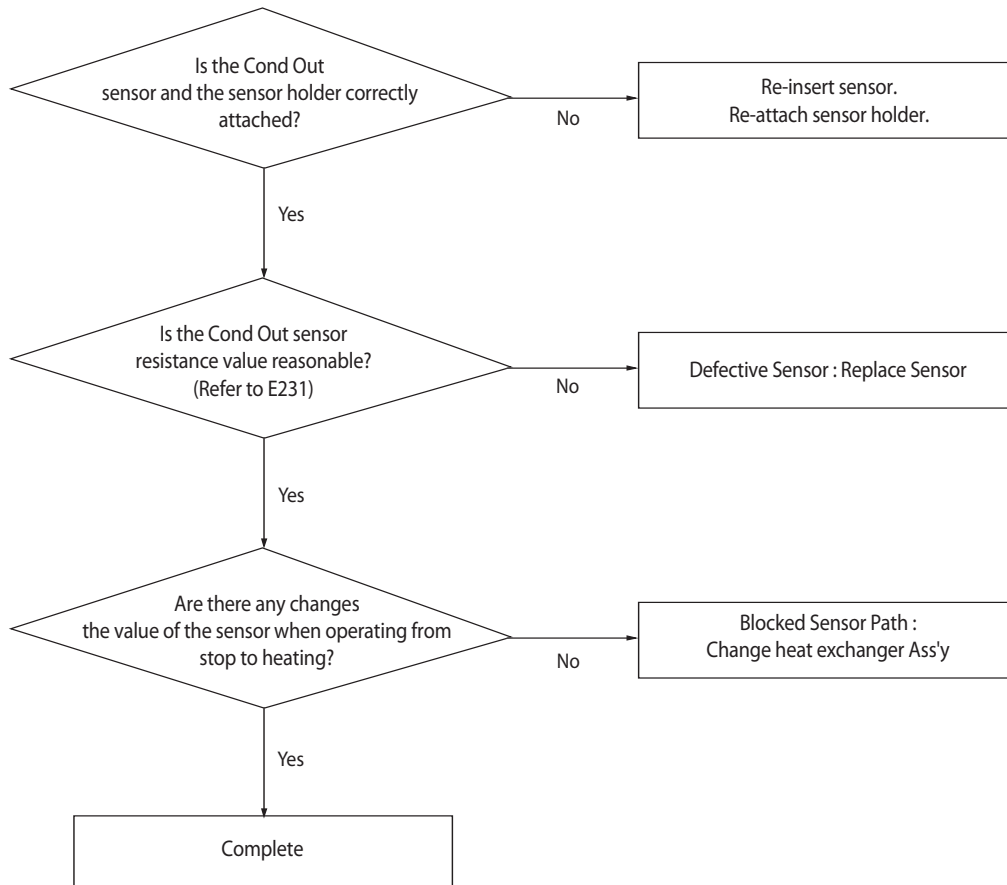 Is the Cond Out
sensor and the sensor holder correctly
attached?
No
Re-insert sensor.
Re-attach sensor holder.
Yes
Is the Cond Out sensor
resistance value reasonable?
(Refer to E231)
No
Defective Sensor : Replace Sensor
Yes
Are there any changes
the value of the sensor when operating from
stop to heating?
No
Blocked Sensor Path :
Change heat exchanger Ass'y
Yes
Complete